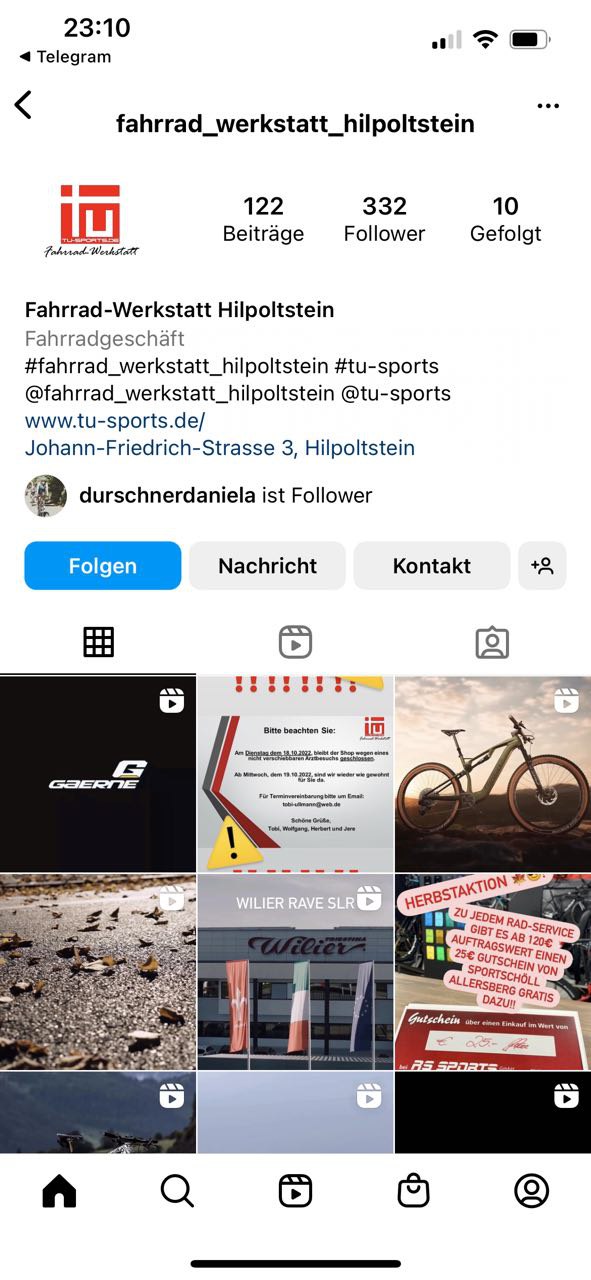 23:10
◀ Telegram
fahrrad_werkstatt_hilpoltstein
iTU
TU-SPORTS.DE
Fahrrad-Werkstatt
122
Beiträge
332
Follower
10
Gefolgt
Fahrrad-Werkstatt Hilpoltstein
Fahrradgeschäft
#fahrrad_werkstatt_hilpoltstein #tu-sports
@fahrrad_werkstatt_hilpoltstein @tu-sports
www.tu-sports.de/
Johann-Friedrich-Strasse 3, Hilpoltstein
durschnerdaniela ist Follower
Folgen
Nachricht
Kontakt
G
GAERNE
!!!!!!!
Bitte beachten Sie:
Am Dienstag dem 18.10.2022, bleibt der Shop wegen eines
nicht verschiebbaren Arztbesuchs geschlossen.
Ab Mittwoch, dem 19.10.2022, sind wir wieder wie gewohnt
für Sie da.
Für Terminvereinbarung bitte um Email:
tobi-ullmann@web.de
Schöne Grüße,
Tobi, Wolfgang, Herbert und Jere
WILIER RAVE SLR
Wilier
TRIESTINA
HERBSTAKTION
ZU JEDEM RAD-SERVICE
GIBT ES AB 120€
AUFTRAGSWERT EINEN
25€ GUTSCHEIN VON
SPORTSCHÖLL
ALLERSBERG GRATIS
DAZU!!
Gutschein über einen Einkauf im Wert von
€ 25.-
bei RS SPORTS